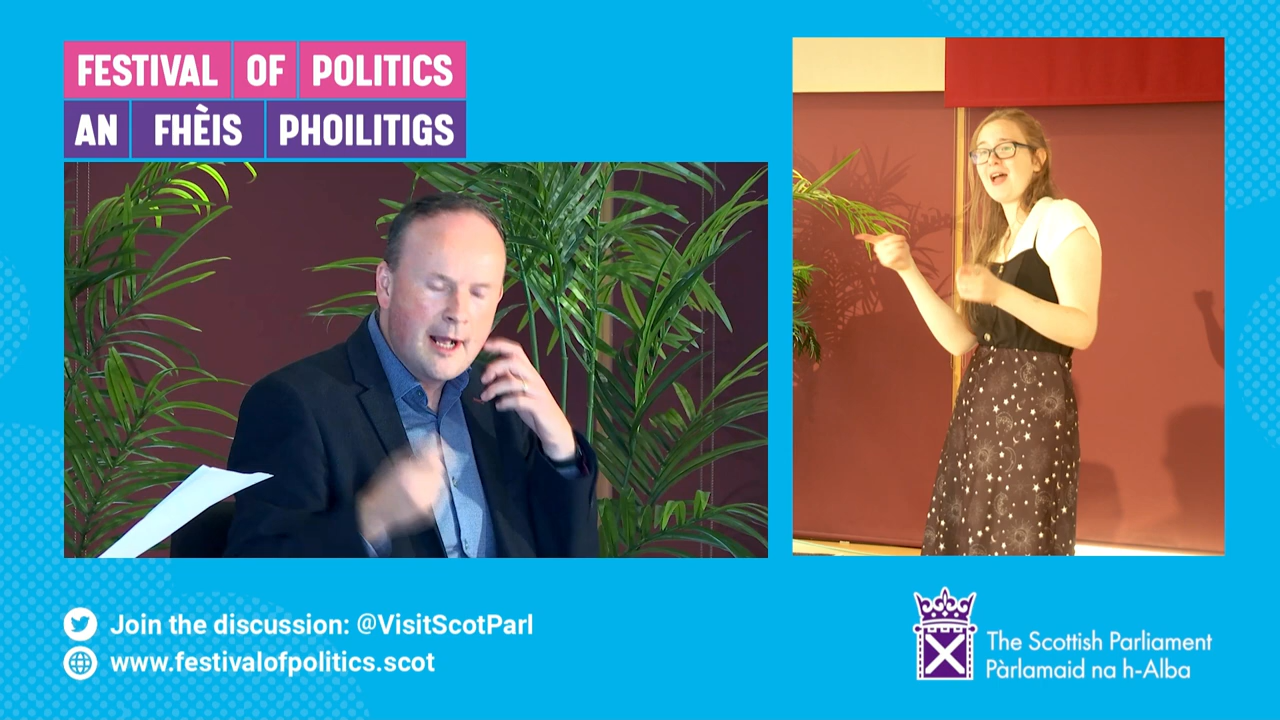 FESTIVAL OF POLITICS
AN FHÈIS PHOILITIGS
Join the discussion: @VisitScotParl
www.festivalofpolitics.scot
The Scottish Parliament
Pàrlamaid na h-Alba